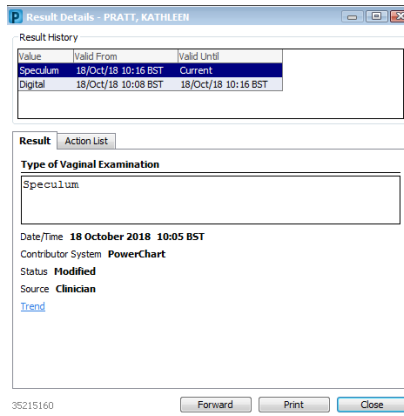 P Result Details - PRATT, KATHLEEN
Result History
Value Valid From Valid Until
Speculum 18/Oct/18 10:16 BST Current
Digital 18/Oct/18 10:08 BST 18/Oct/18 10:16 BST
Result Action List
Type of Vaginal Examination
Speculum
Date/Time 18 October 2018 10:05 BST
Contributor System PowerChart
Status Modified
Source Clinician
Trend
35215160 Forward Print Close